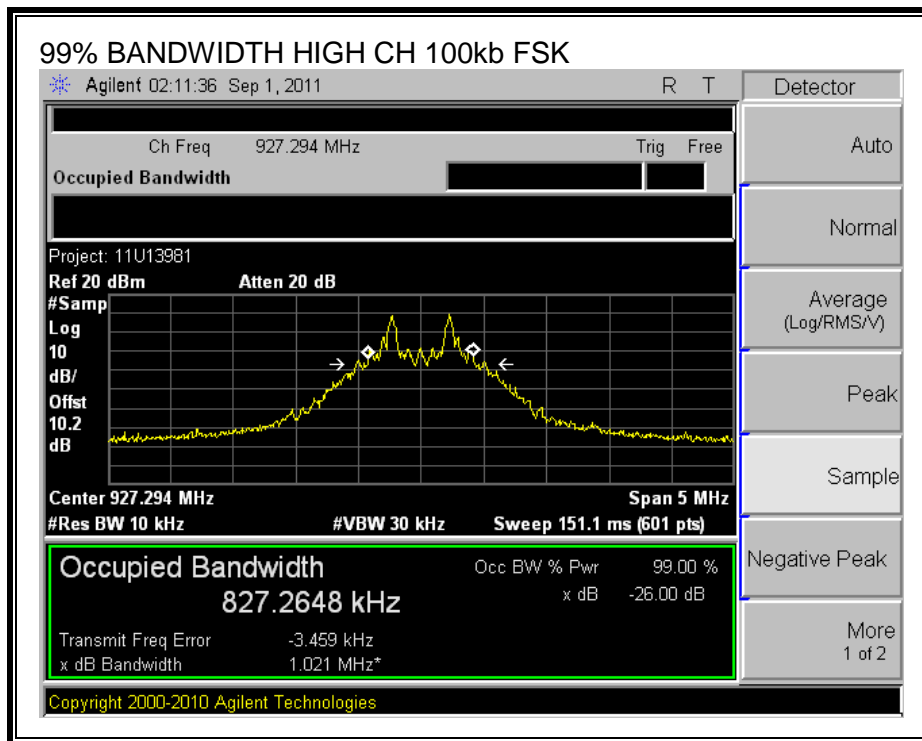 99% BANDWIDTH HIGH CH 100kb FSK
Agilent 02:11:36 Sep 1, 2011 R T
Detector
Ch Freq 927.294 MHz Trig Free
Occupied Bandwidth
Project: 11U13981
Ref 20 dBm Atten 20 dB
#Samp
Log
10
dB/
Offst
10.2
dB
Center 927.294 MHz Span 5 MHz
#Res BW 10 kHz #VBW 30 kHz Sweep 151.1 ms (601 pts)
Occupied Bandwidth
827.2648 kHz
Occ BW % Pwr 99.00 %
x dB -26.00 dB
Transmit Freq Error -3.459 kHz
x dB Bandwidth 1.021 MHz*
Copyright 2000-2010 Agilent Technologies
Auto
Normal
Average
(Log/RMS/V)
Peak
Sample
Negative Peak
More
1 of 2